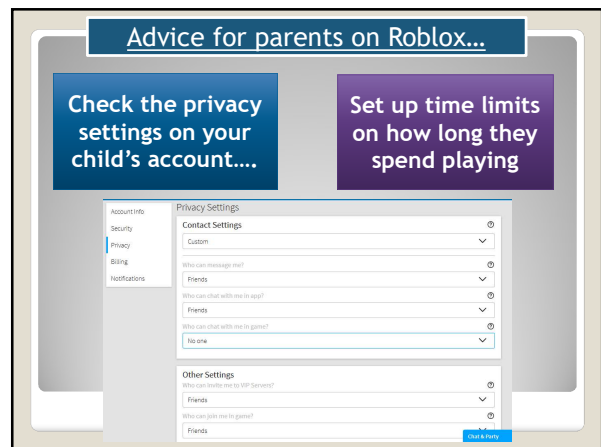 Advice for parents on Roblox…
Check the privacy
settings on your
child’s account….
Set up time limits
on how long they
spend playing
Account Info
Security
Privacy
Billing
Notifications
Privacy Settings
Contact Settings
Custom
Who can message me?
Friends
Who can chat with me in app?
Friends
Who can chat with me in game?
No one
Other Settings
Who can invite me to VIP Servers?
Friends
Who can join me in game?
Friends
Chat & Party